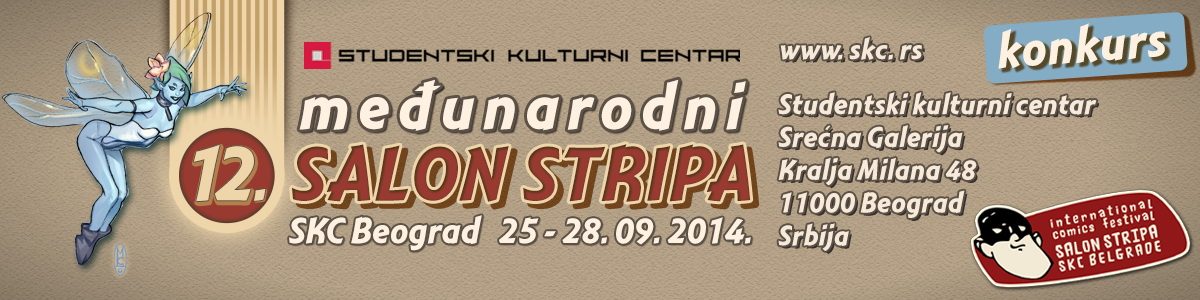 STUDENTSKI KULTURNI CENTAR
međunarodni
12. SALON STRIPA
SKC Beograd 25 - 28. 09. 2014.
www. skc. rs
Studentski kulturni centar
Srećna Galerija
Kralja Milana 48
11000 Beograd
Srbija
konkurs
international
comics festival
SALON STRIPA
SKC BELGRADE